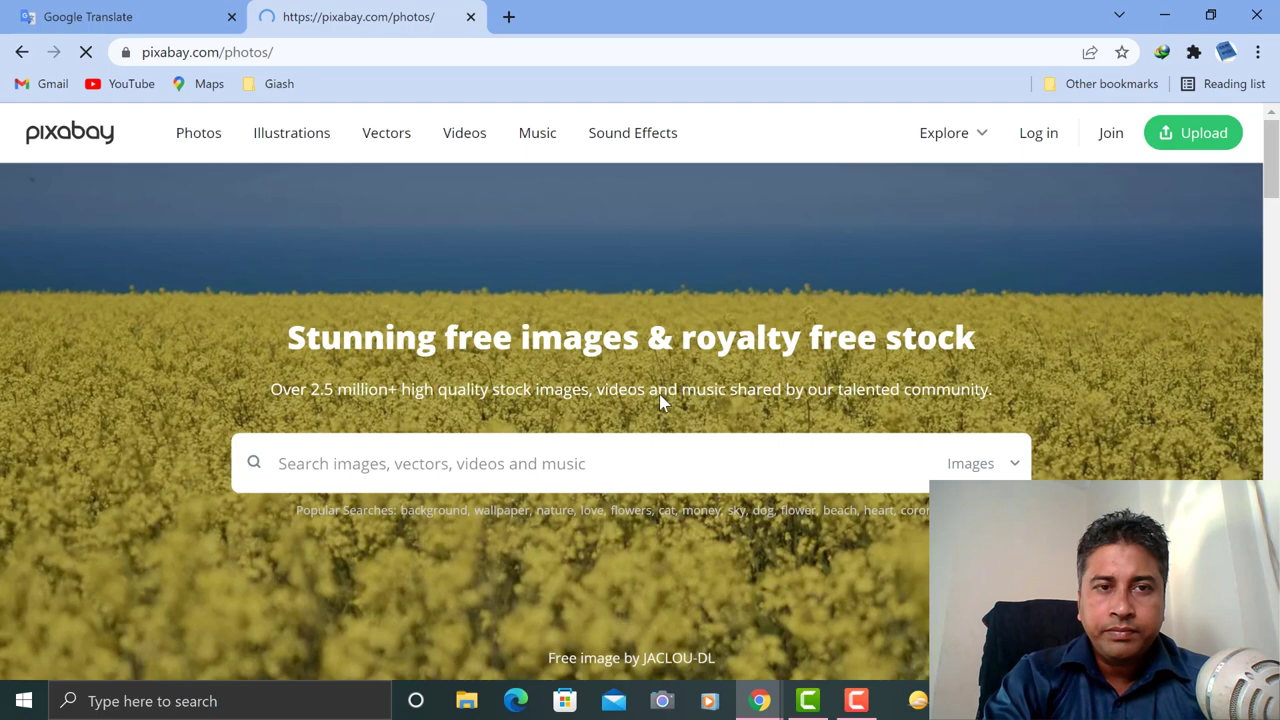 Google Translate
https://pixabay.com/photos/
pixabay.com/photos/
Gmail
YouTube
Maps
Giash
Other bookmarks
Reading list
pixabay
Photos
Illustrations
Vectors
Videos
Music
Sound Effects
Explore
Log in
Join
Upload
Stunning free images & royalty free stock
Over 2.5 million+ high quality stock images, videos and music shared by our talented community.
Search images, vectors, videos and music
Images
Popular Searches: background, wallpaper, nature, love, flowers, cat, money, sky, dog, flower, beach, heart,
Free image by JACLOU-DL
Type here to search